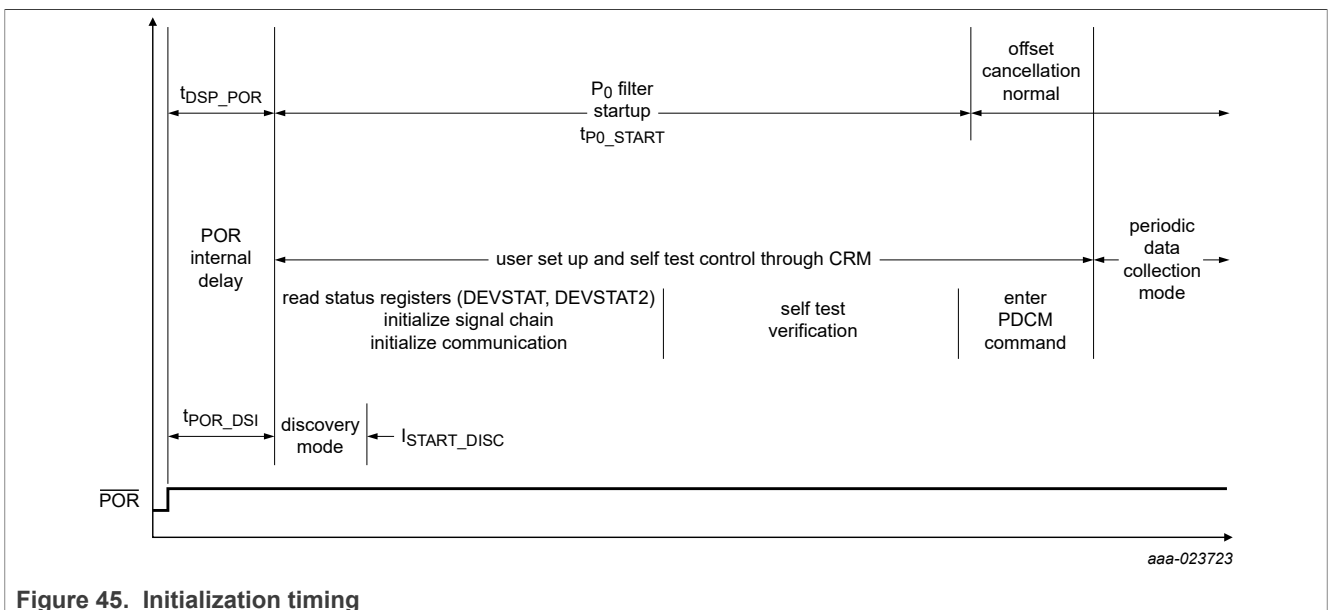 offset
cancellation
normal
tDSP_POR
P0 filter
startup
tP0_START
POR
internal
delay
user set up and self test control through CRM
periodic
data
collection
mode
read status registers (DEVSTAT, DEVSTAT2)
initialize signal chain
initialize communication
self test
verification
enter
PDCM
command
tPOR_DSI
discovery
mode
ISTART_DISC
POR
aaa-023723
Figure 45. Initialization timing